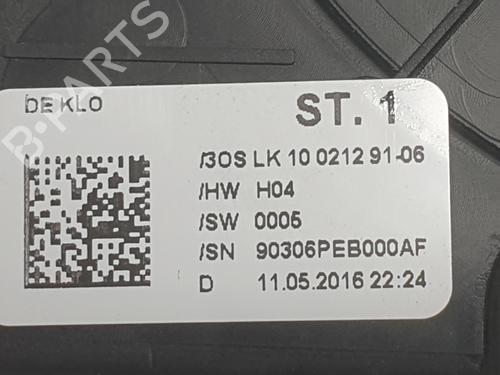 DE KLO
ST. 1
/3OS LK 10 0212 91-06
/HW H04
/SW 0005
/SN 90306PEB000AF
D 11.05.2016 22:24
B-PARTS